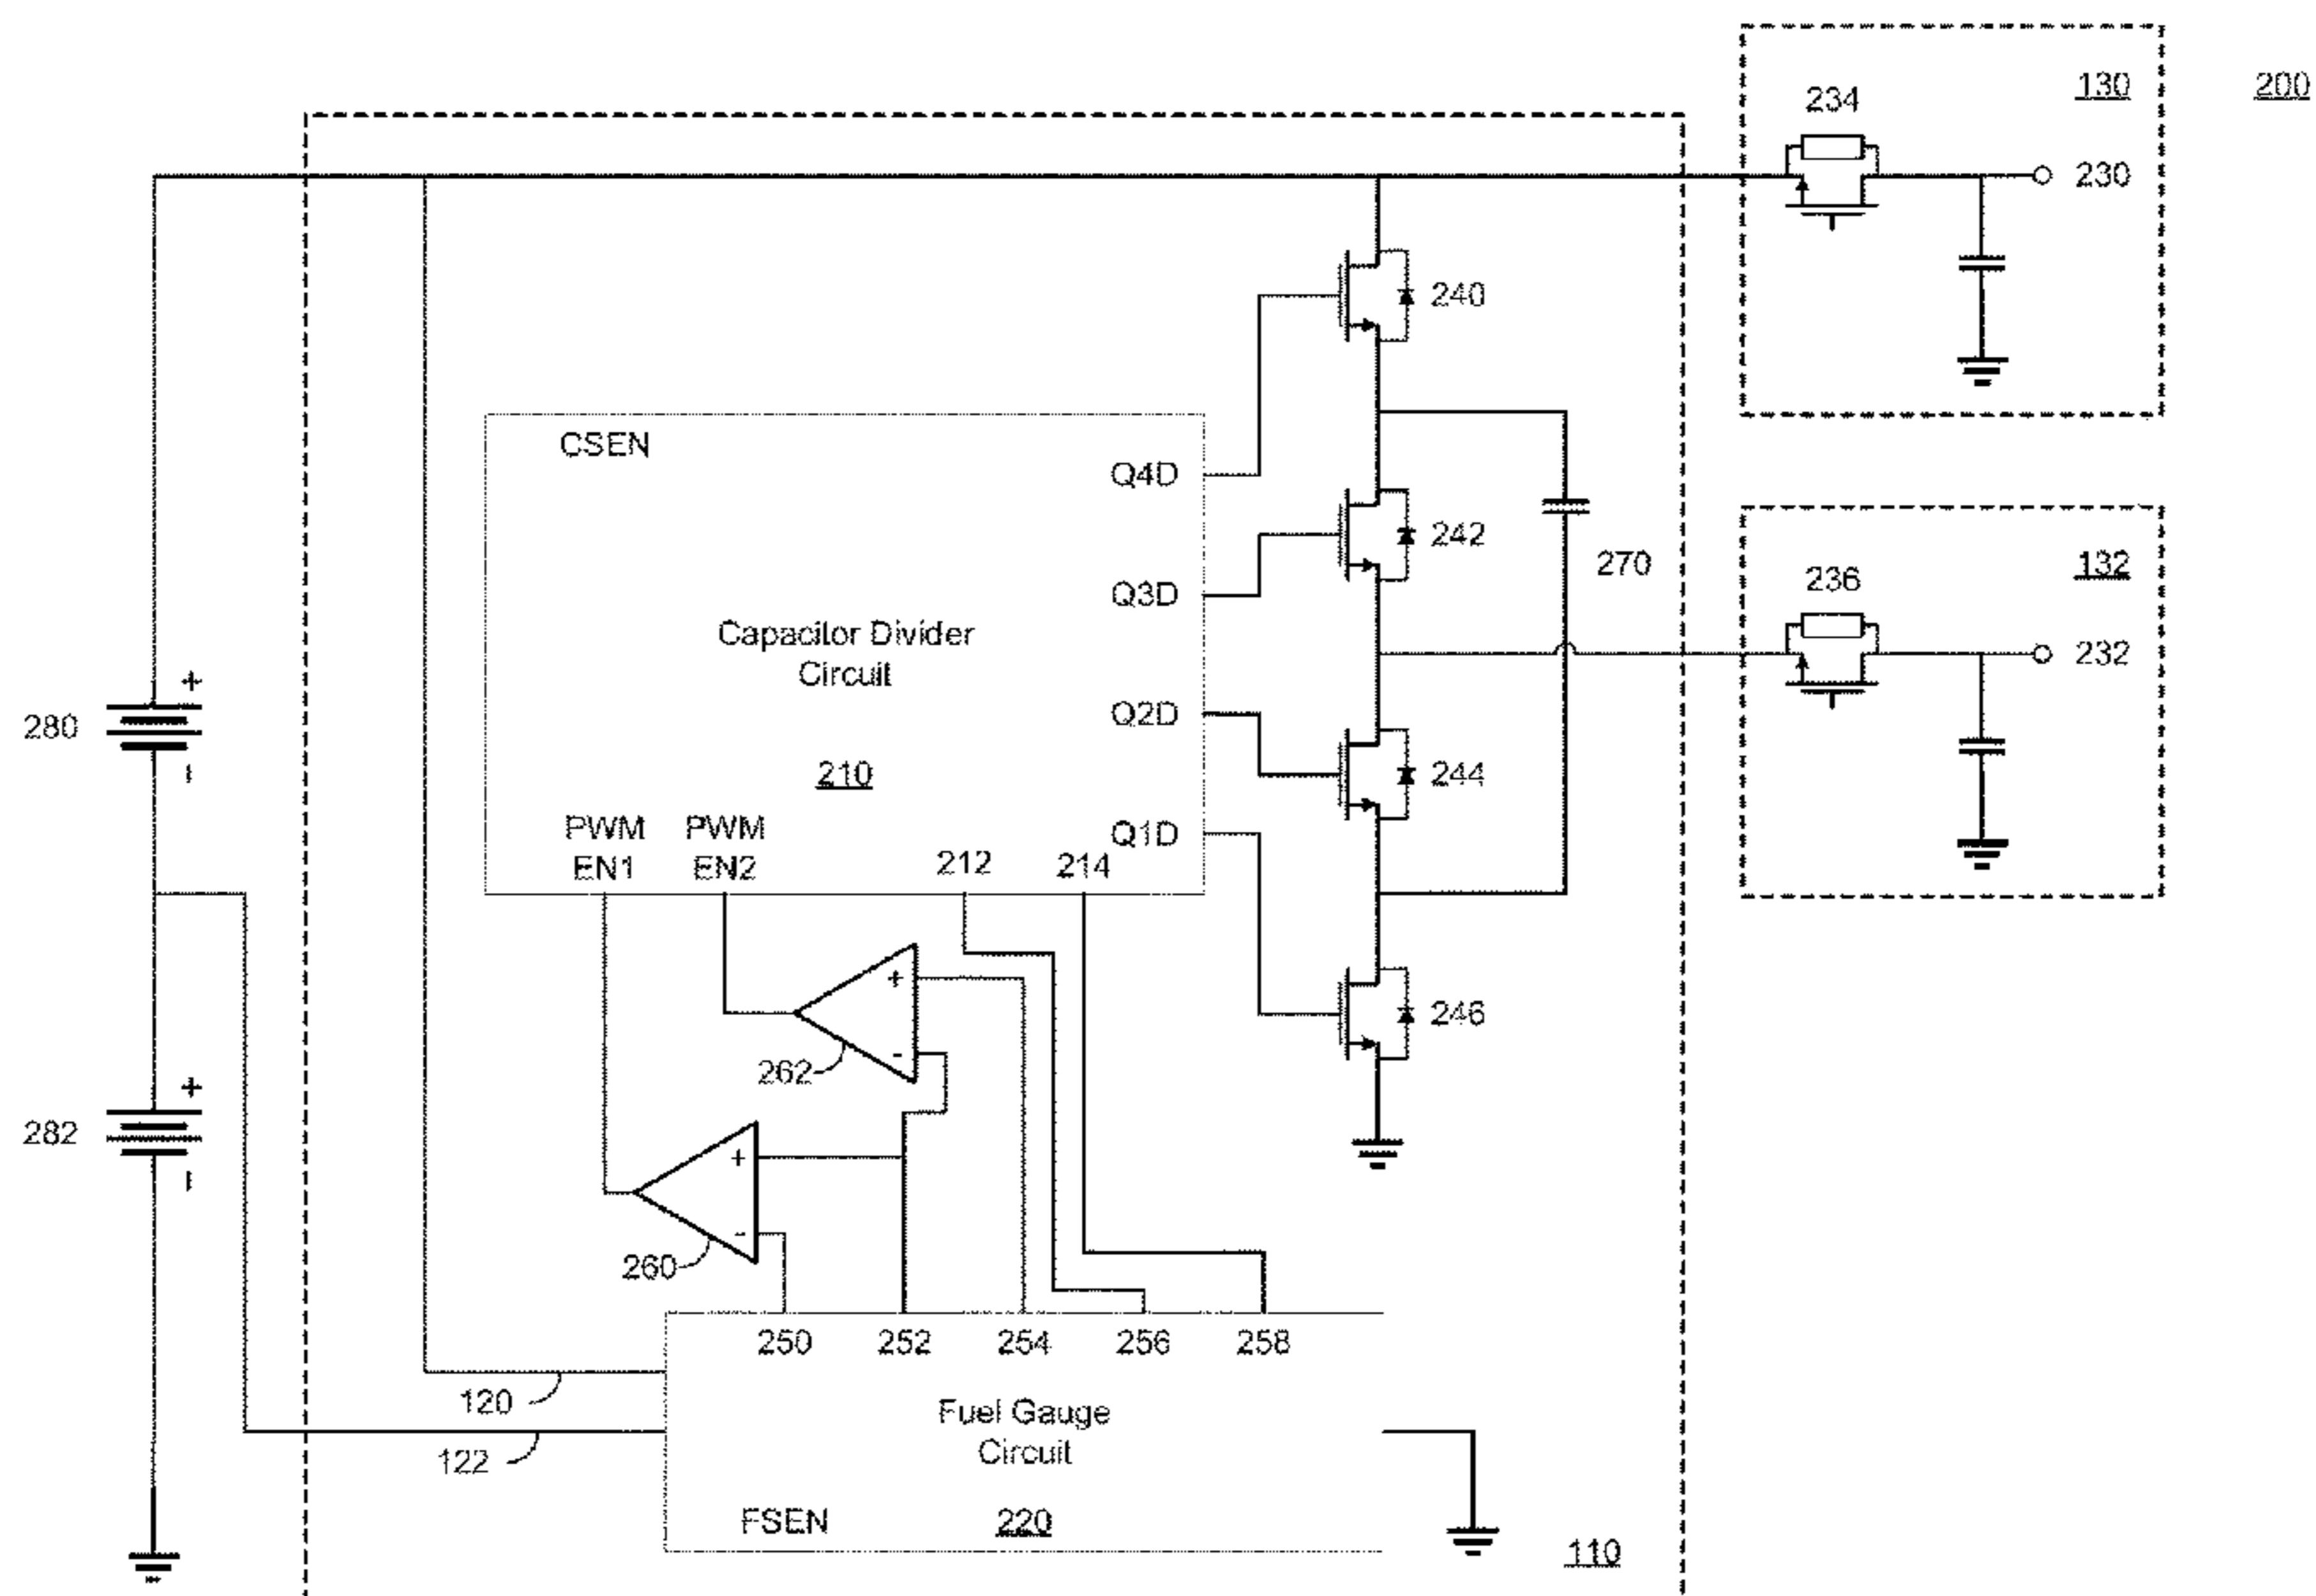 130
200
234
230
240
CSEN
Q4D
242
270
132
236
Q3D
Capacitor Divider
Circuit
232
+
280
Q2D
-
210
244
PWM PWM
Q1D
EN1 EN2 212 214
+
246
-
262
+
282
+
-
-
260
250 252 254 256 258
120
Fuel Gauge
122
Circuit
FSEN
220
110